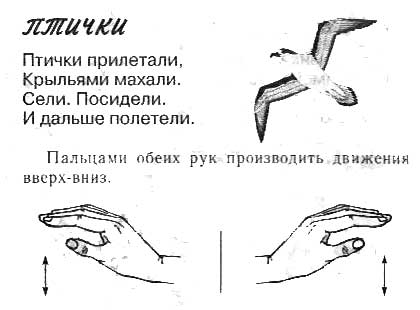 ПТИЧКИ
Птички прилетали,
Крыльями махали.
Сели. Посидели.
И дальше полетели.
Пальцами обеих рук производить движения
вверх-вниз.